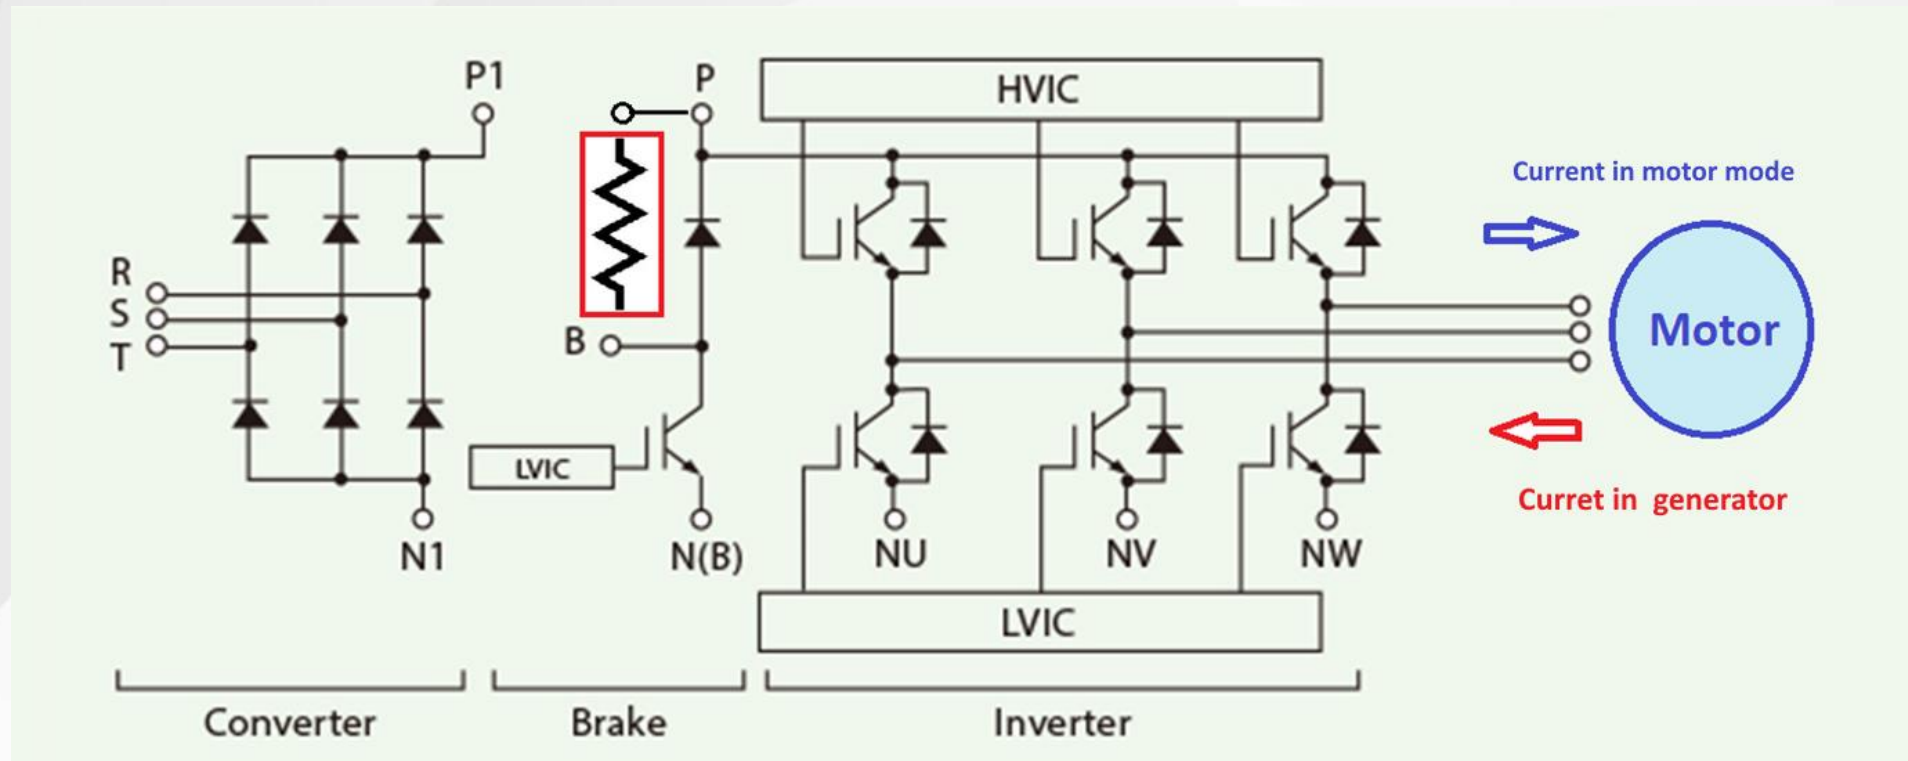 P1
P
HVIC
Current in motor mode
R
S
T
B
Motor
LVIC
Curret in generator
N1
N(B)
NU
NV
NW
LVIC
Converter
Brake
Inverter